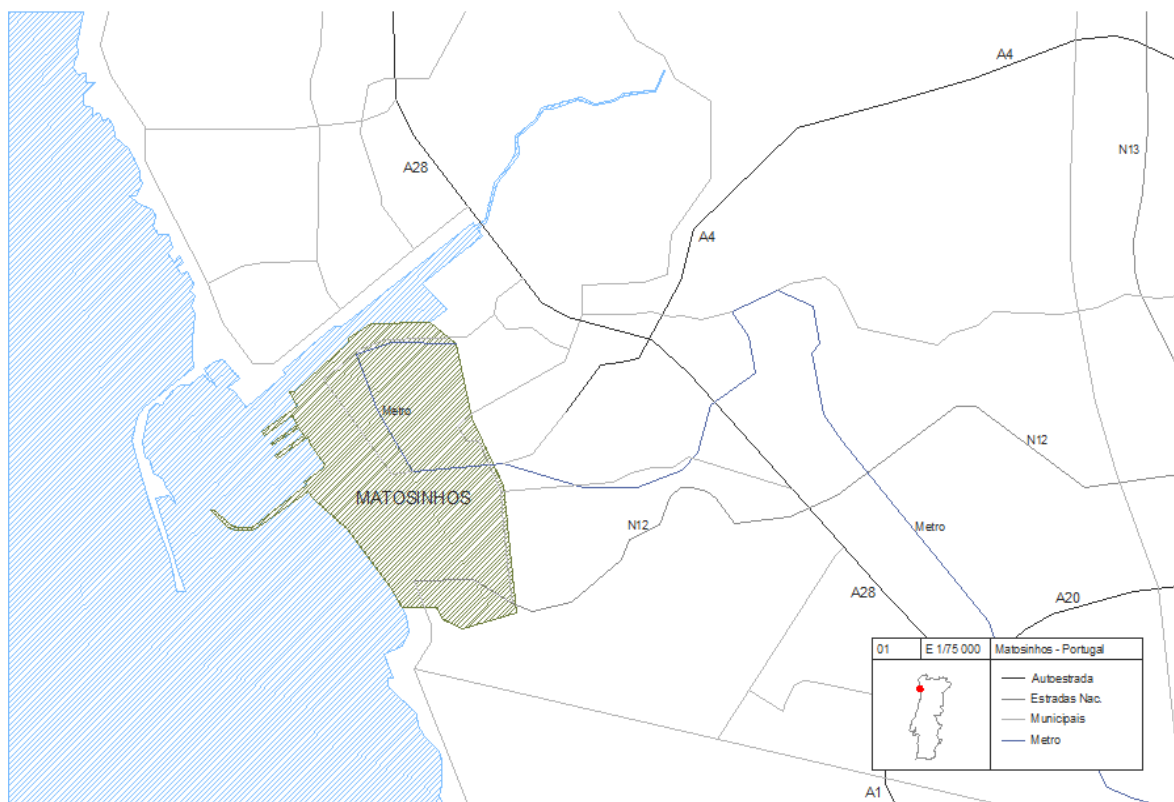 A4
A28
N13
A4
Metro
N12
MATOSINHOS
N12
Metro
A28
A20
01
E 1/75 000
Matosinhos - Portugal
Autoestrada
Estradas Nac.
Municipais
Metro
A1